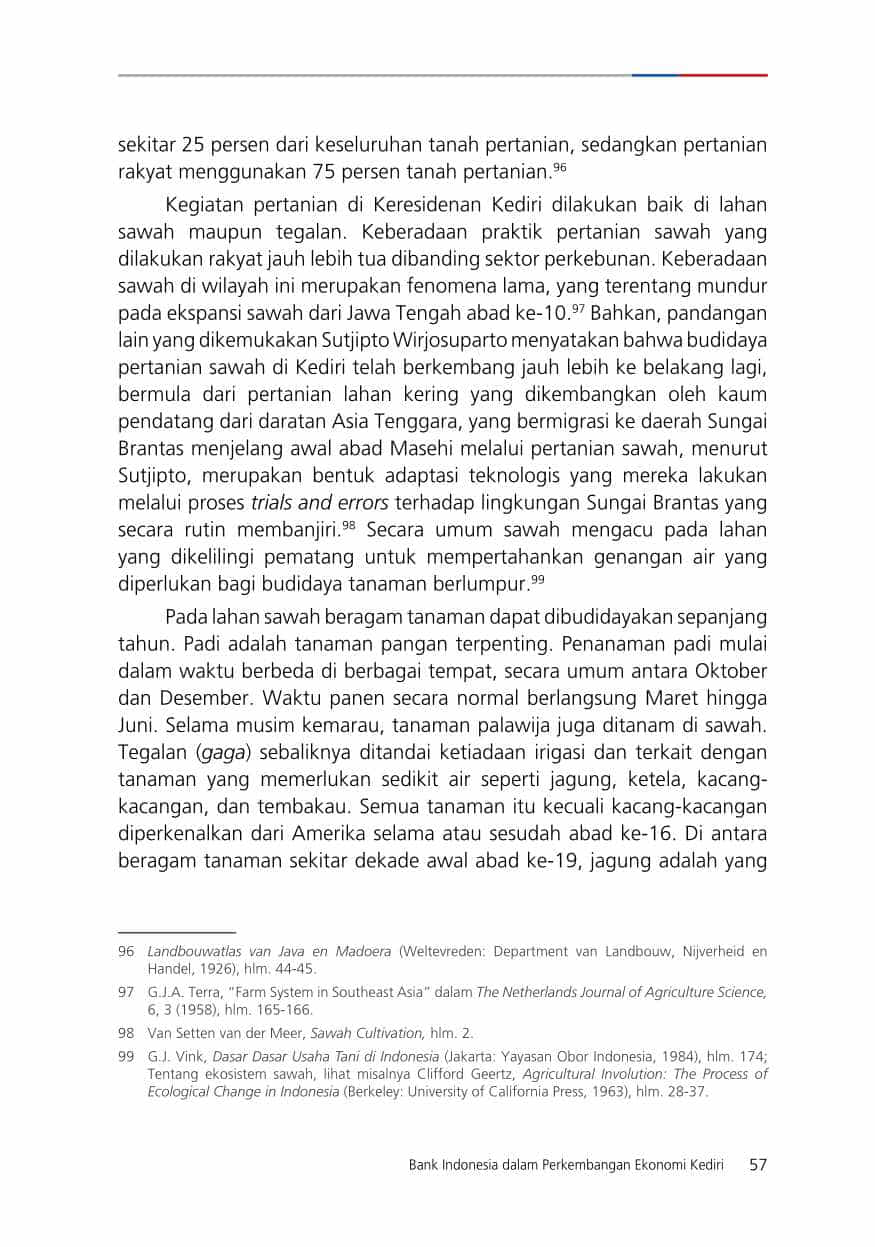 sekitar 25 persen dari keseluruhan tanah pertanian, sedangkan pertanian
rakyat menggunakan 75 persen tanah pertanian.96
Kegiatan pertanian di Keresidenan Kediri dilakukan baik di lahan
sawah maupun tegalan. Keberadaan praktik pertanian sawah yang
dilakukan rakyat jauh lebih tua dibanding sektor perkebunan. Keberadaan
sawah di wilayah ini merupakan fenomena lama, yang terentang mundur
pada ekspansi sawah dari Jawa Tengah abad ke-10.97 Bahkan, pandangan
lain yang dikemukakan Sutjipto Wirjosuparto menyatakan bahwa budidaya
pertanian sawah di Kediri telah berkembang jauh lebih ke belakang lagi,
bermula dari pertanian lahan kering yang dikembangkan oleh kaum
pendatang dari daratan Asia Tenggara, yang bermigrasi ke daerah Sungai
Brantas menjelang awal abad Masehi melalui pertanian sawah, menurut
Sutjipto, merupakan bentuk adaptasi teknologis yang mereka lakukan
melalui proses trials and errors terhadap lingkungan Sungai Brantas yang
secara rutin membanjiri.98 Secara umum sawah mengacu pada lahan
yang dikelilingi pematang untuk mempertahankan genangan air yang
diperlukan bagi budidaya tanaman berlumpur.99
Pada lahan sawah beragam tanaman dapat dibudidayakan sepanjang
tahun. Padi adalah tanaman pangan terpenting. Penanaman padi mulai
dalam waktu berbeda di berbagai tempat, secara umum antara Oktober
dan Desember. Waktu panen secara normal berlangsung Maret hingga
Juni. Selama musim kemarau, tanaman palawija juga ditanam di sawah.
Tegalan (gaga) sebaliknya ditandai ketiadaan irigasi dan terkait dengan
tanaman yang memerlukan sedikit air seperti jagung, ketela, kacang-
kacangan, dan tembakau. Semua tanaman itu kecuali kacang-kacangan
diperkenalkan dari Amerika selama atau sesudah abad ke-16. Di antara
beragam tanaman sekitar dekade awal abad ke-19, jagung adalah yang
96 Landbouwatlas van Java en Madoera (Weltevreden: Department van Landbouw, Nijverheid en
Handel, 1926), hlm. 44-45.
97 G.J.A. Terra, “Farm System in Southeast Asia” dalam The Netherlands Journal of Agriculture Science,
6, 3 (1958), hlm. 165-166.
98 Van Setten van der Meer, Sawah Cultivation, hlm. 2.
99 G.J. Vink, Dasar Dasar Usaha Tani di Indonesia (Jakarta: Yayasan Obor Indonesia, 1984), hlm. 174;
Tentang ekosistem sawah, lihat misalnya Clifford Geertz, Agricultural Involution: The Process of
Ecological Change in Indonesia (Berkeley: University of California Press, 1963), hlm. 28-37.
Bank Indonesia dalam Perkembangan Ekonomi Kediri 57